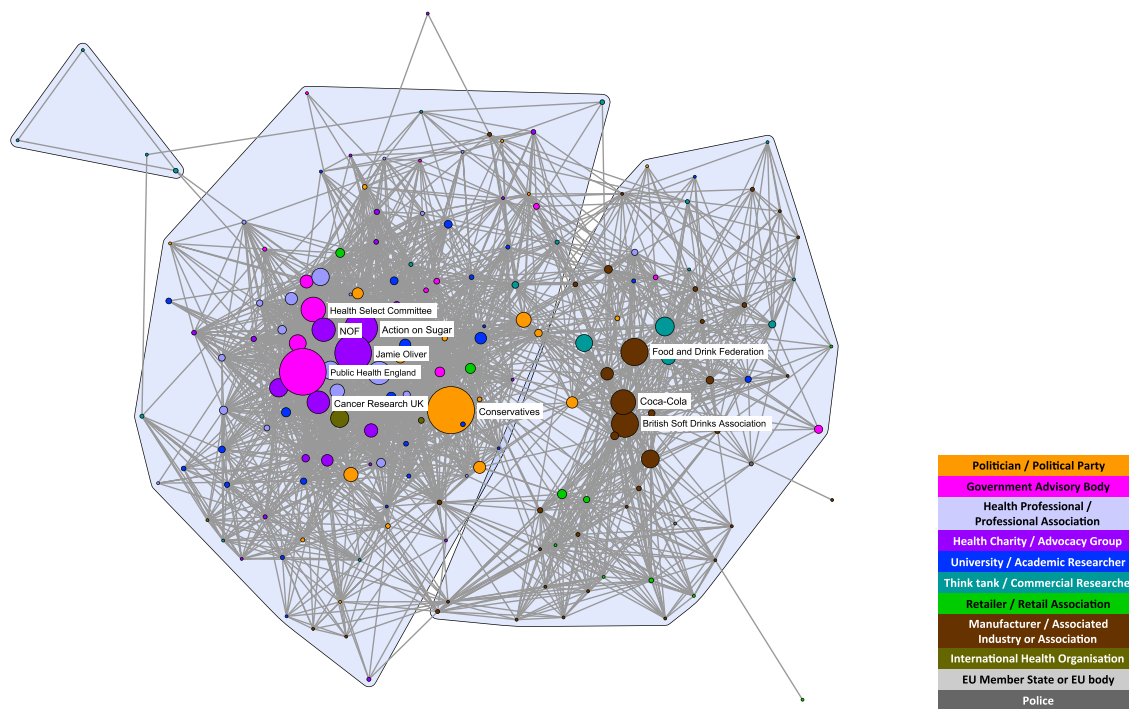 Health Select Committee
NOF
Action on Sugar
Jamie Oliver
Public Health England
Cancer Research UK
Conservatives
Food and Drink Federation
Coca-Cola
British Soft Drinks Association
Politician / Political Party
Government Advisory Body
Health Professional /
Professional Association
Health Charity / Advocacy Group
University / Academic Researcher
Think tank / Commercial Researche
Retailer / Retail Association
Manufacturer / Associated
Industry or Association
International Health Organisation
EU Member State or EU body
Police